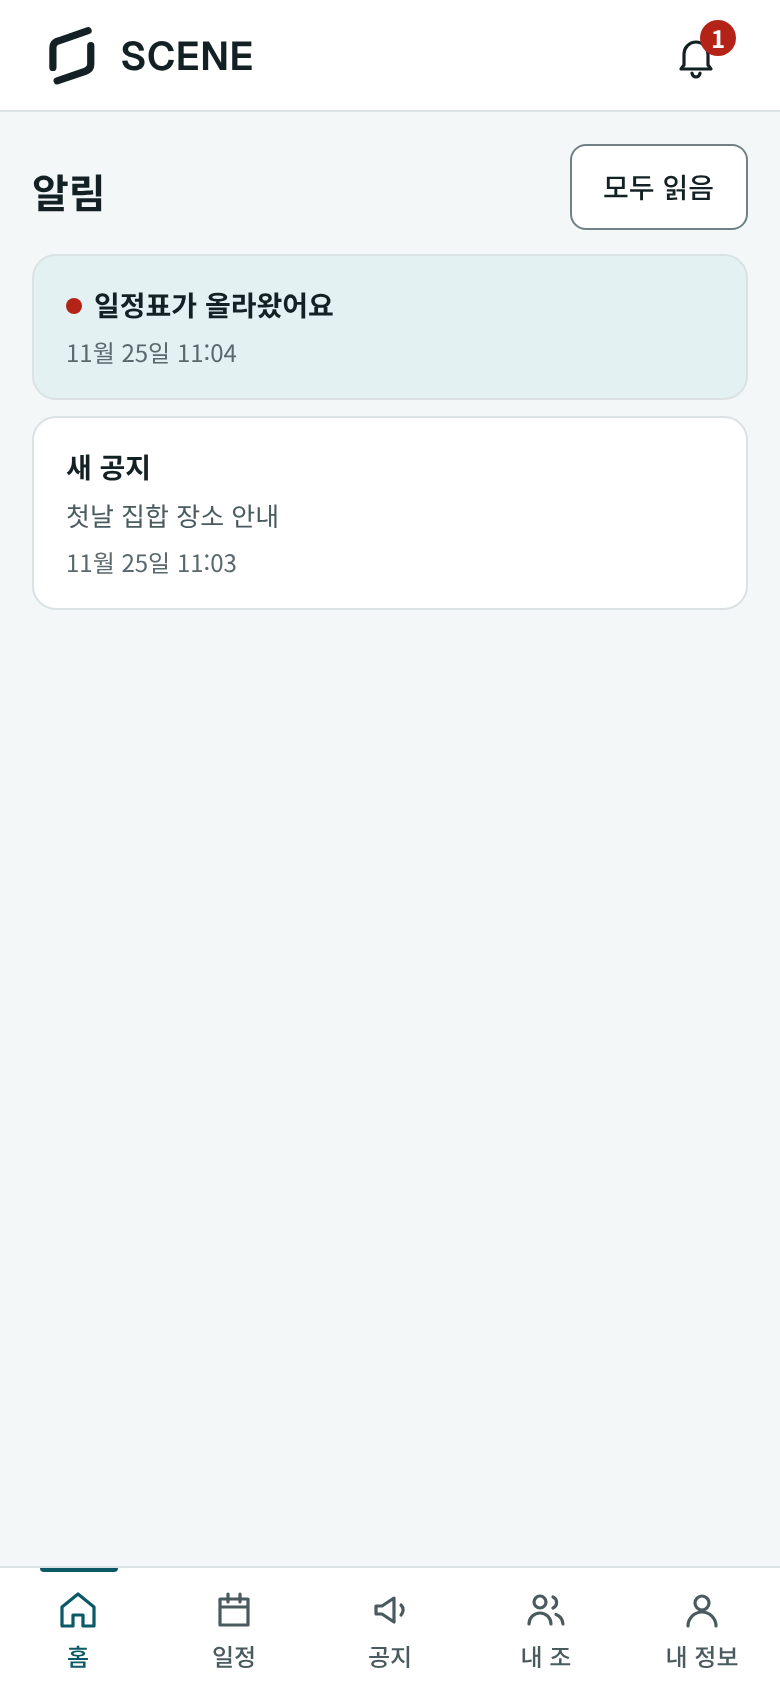 SCENE
1
알림
모두 읽음
일정표가 올라왔어요
11월 25일 11:04
새 공지
첫날 집합 장소 안내
11월 25일 11:03
홈
일정
공지
내 조
내 정보